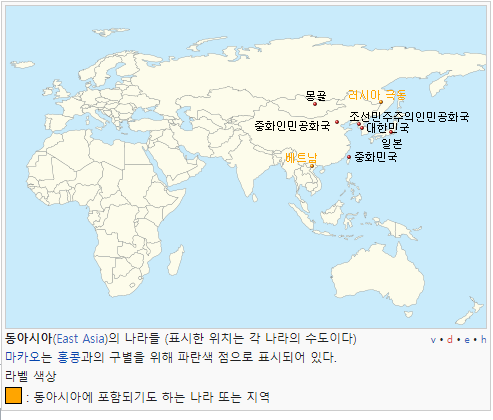 러시아 극동
몽골
조선민주주의인민공화국
중화인민공화국
대한민국
일본
베트남
중화민국
동아시아(East Asia)의 나라들 (표시한 위치는 각 나라의 수도이다)
v • d • e • h
마카오는 홍콩과의 구별을 위해 파란색 점으로 표시되어 있다.
라벨 색상
: 동아시아에 포함되기도 하는 나라 또는 지역